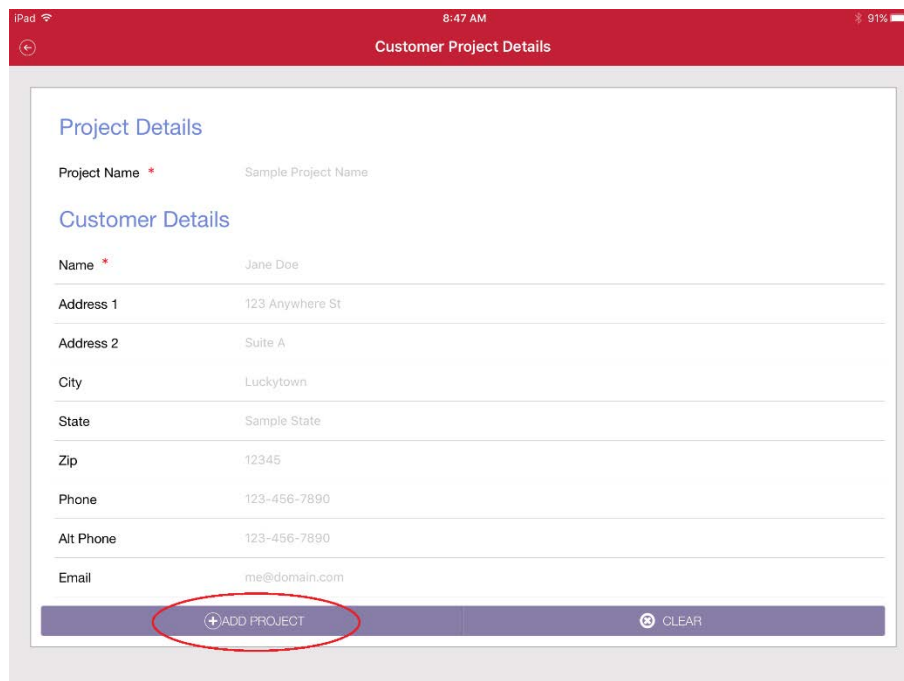 iPad 8:47 AM 91%
Customer Project Details
Project Details
Project Name * Sample Project Name
Customer Details
Name * Jane Doe
Address 1 123 Anywhere St
Address 2 Suite A
City Luckytown
State Sample State
Zip 12345
Phone 123-456-7890
Alt Phone 123-456-7890
Email me@domain.com
ADD PROJECT CLEAR